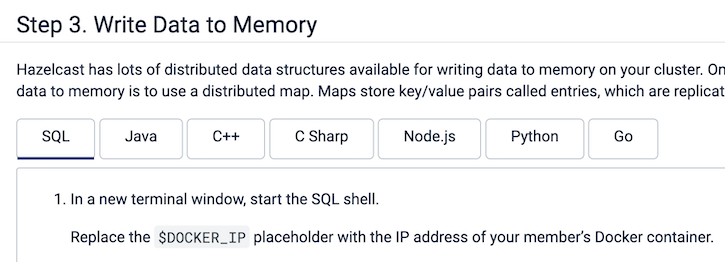 Step 3. Write Data to Memory
Hazelcast has lots of distributed data structures available for writing data to memory on your cluster. On
data to memory is to use a distributed map. Maps store key/value pairs called entries, which are replicat
SQL Java C++ C Sharp Node.js Python Go
1. In a new terminal window, start the SQL shell.
Replace the $DOCKER_IP placeholder with the IP address of your member’s Docker container.